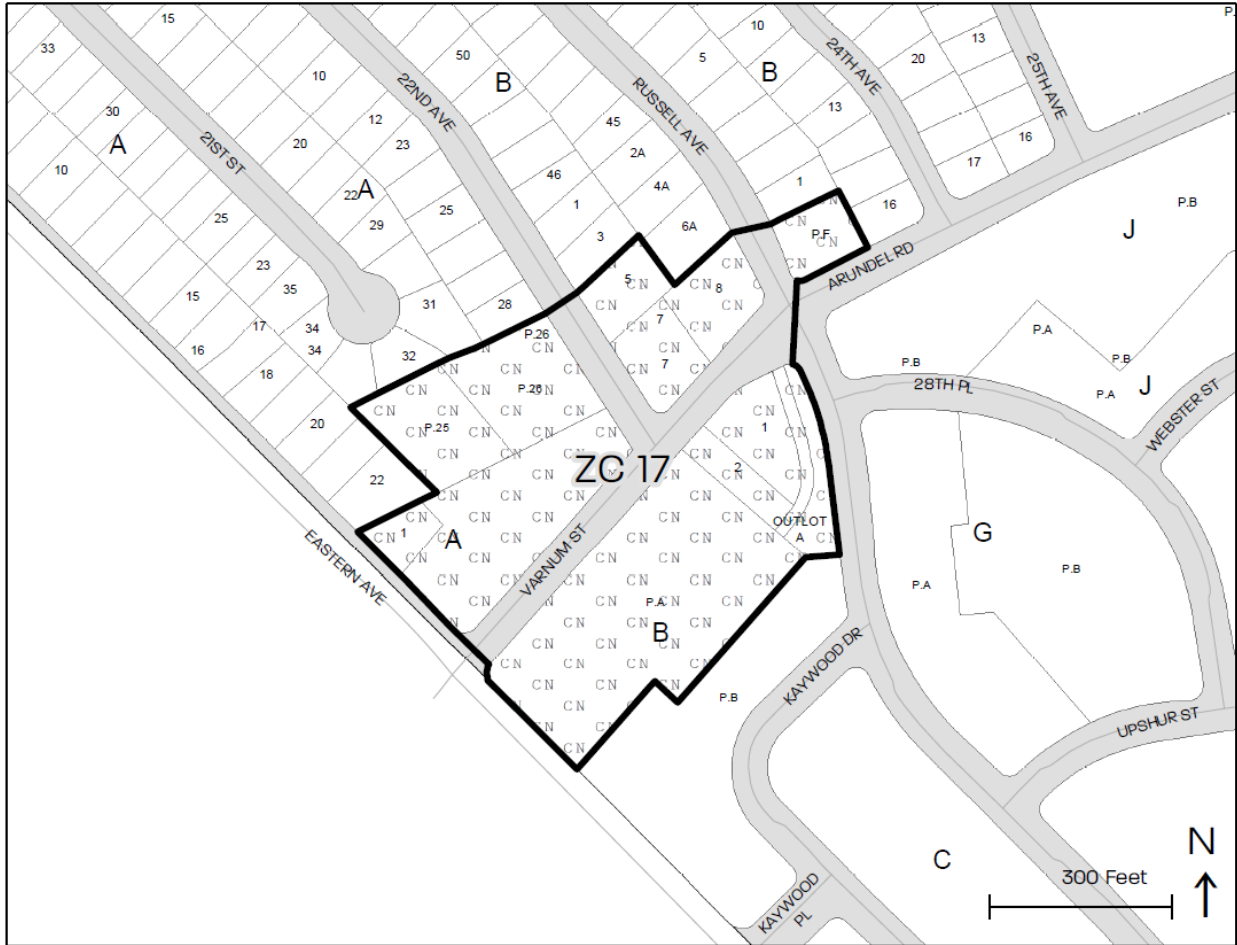 15
33
50
10
5
10
B
B
13
20
24TH AVE
25TH AVE
P.
30
A
10
12
22ND AVE
45
RUSSELL AVE
13
16
17
10
21ST ST
20
23
2A
22
A
46
4A
1
16
P.B
J
25
29
25
1
6A
P.F
ARUNDEL RD
3
23
35
15
31
28
5
8
7
7
17
34
34
16
18
32
P.26
P.26
P.A
P.B
P.B
28TH PL
P.A
J
WEBSTER ST
20
P.25
1
ZC 17
2
22
OUTLOT
A
G
1
A
EASTERN AVE
VARNUM ST
P.A
P.B
P.A
B
KAYWOOD DR
P.B
UPSHUR ST
C
N
300 Feet
KAYWOOD
PL
CN